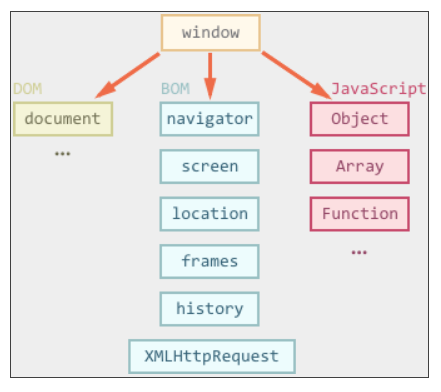 window
DOM
BOM
JavaScript
document
navigator
Object
...
screen
Array
location
Function
frames
...
history
XMLHttpRequest